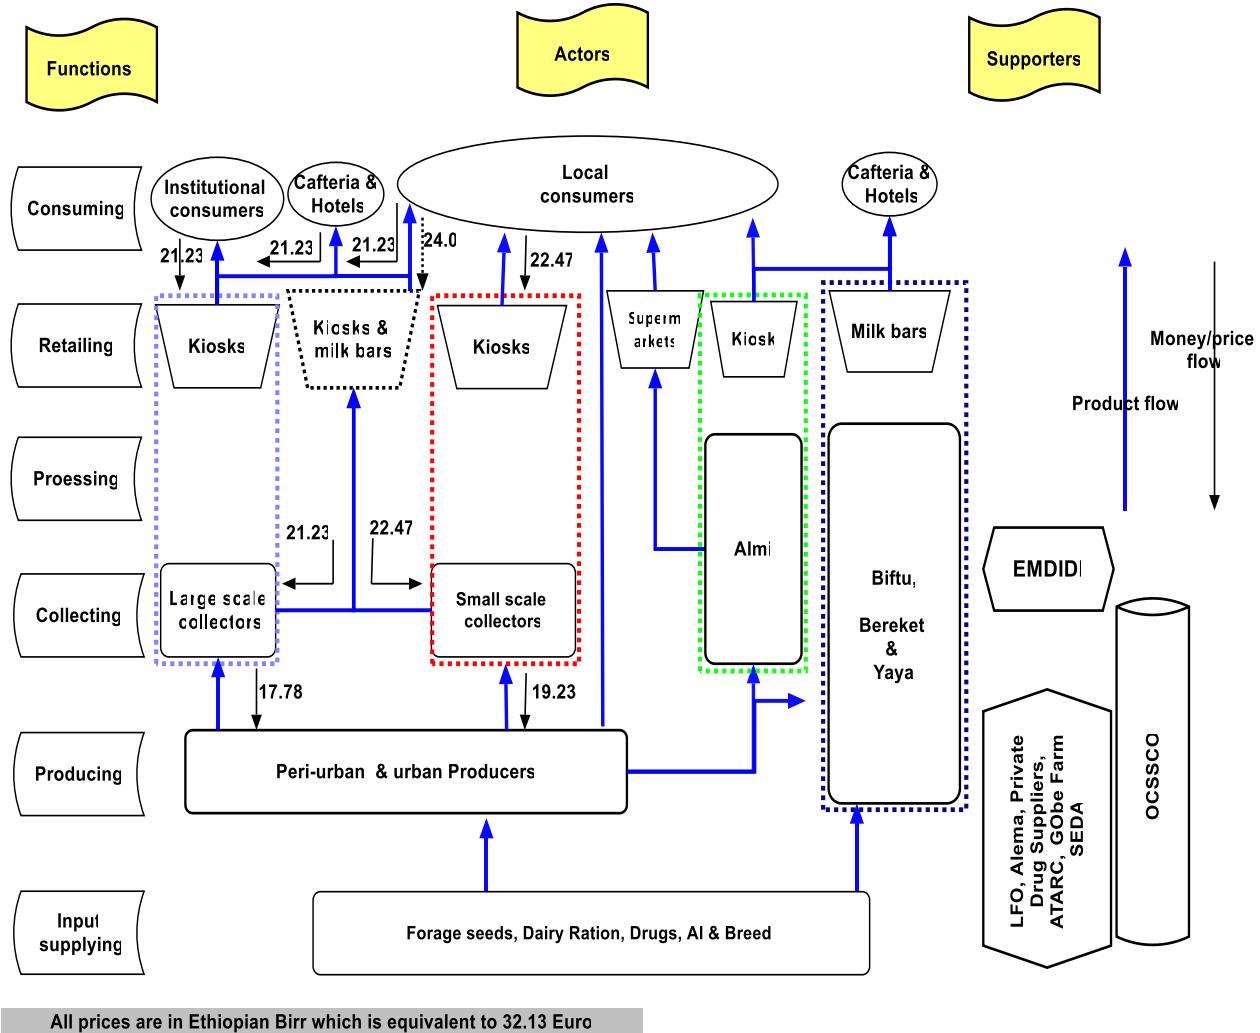 Functions
Actors
Supporters
Consuming
Institutional
consumers
Cafteria &
Hotels
Local
consumers
Cafteria &
Hotels
21.23
21.23
21.23
24.0
22.47
Retailing
Kiosks
Kiosks &
milk bars
Kiosks
Superm
arkets
Kiosk
Milk bars
Money/price
flow
Product flow
Proessing
21.23
22.47
Almi
EMDIDI
Collecting
Large scale
collectors
Small scale
collectors
Biftu,
Bereket
&
Yaya
17.78
19.23
Producing
Peri-urban & urban Producers
LFO, Alema, Private
Drug Suppliers,
ATARC, GObe Farm
SEDA
OCSSCO
Input
supplying
Forage seeds, Dairy Ration, Drugs, AI & Breed
All prices are in Ethiopian Birr which is equivalent to 32.13 Euro